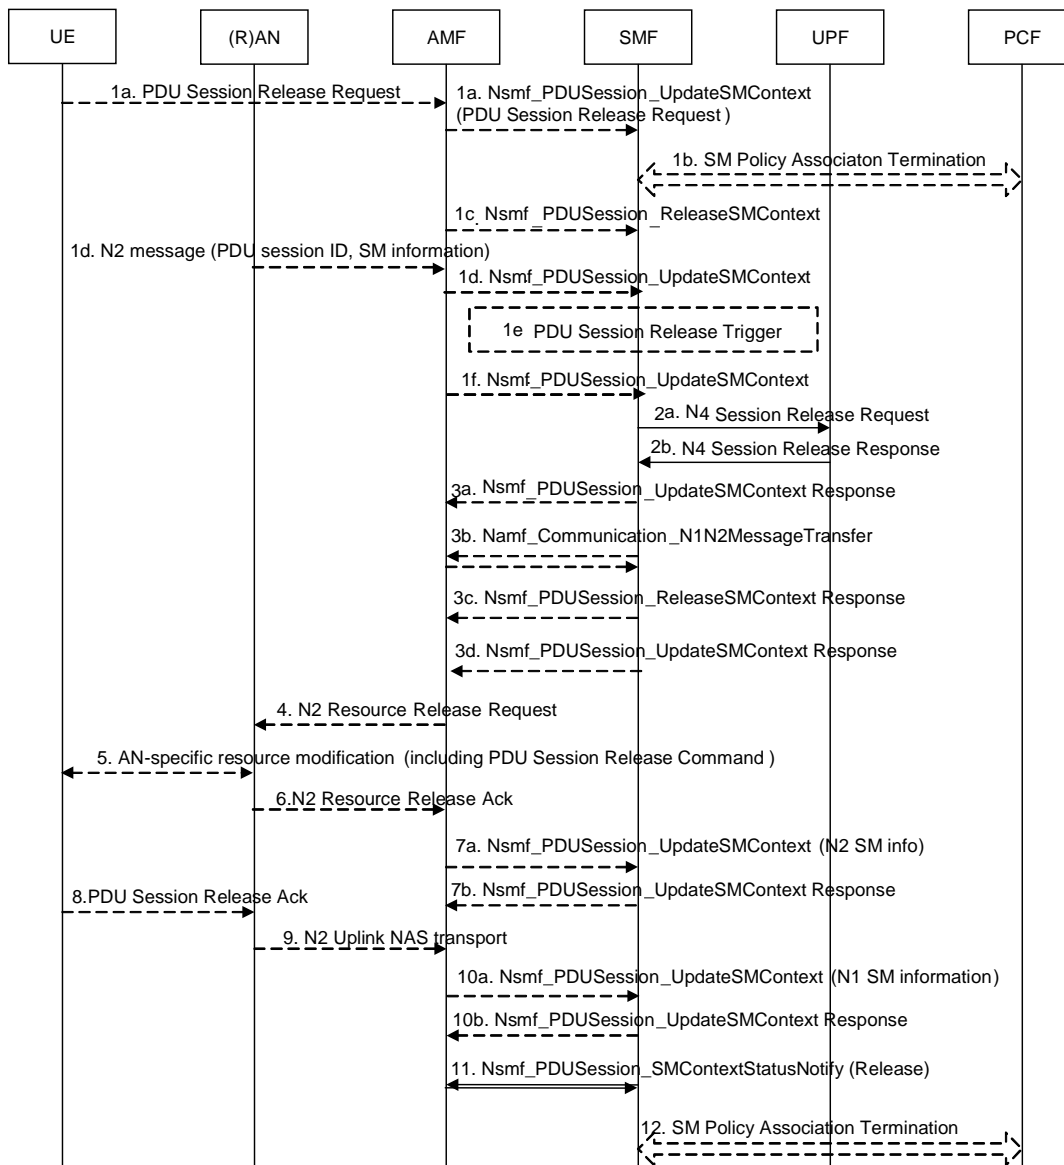 UE
(R)AN
AMF
SMF
UPF
PCF
1a. PDU Session Release Request
1a. Nsmf_PDUSession_UpdateSMContext
(PDU Session Release Request )
1b. SM Policy Associaton Termination
1c. Nsmf_PDUSession_ReleaseSMContext
1d. N2 message (PDU session ID, SM information)
1d. Nsmf_PDUSession_UpdateSMContext
1e PDU Session Release Trigger
1f. Nsmf_PDUSession_UpdateSMContext
2a. N4 Session Release Request
2b. N4 Session Release Response
3a. Nsmf_PDUSession_UpdateSMContext Response
3b. Namf_Communication_N1N2MessageTransfer
3c. Nsmf_PDUSession_ReleaseSMContext Response
3d. Nsmf_PDUSession_UpdateSMContext Response
4. N2 Resource Release Request
5. AN-specific resource modification (including PDU Session Release Command )
6.N2 Resource Release Ack
7a. Nsmf_PDUSession_UpdateSMContext (N2 SM info)
7b. Nsmf_PDUSession_UpdateSMContext Response
8.PDU Session Release Ack
9. N2 Uplink NAS transport
10a. Nsmf_PDUSession_UpdateSMContext (N1 SM information)
10b. Nsmf_PDUSession_UpdateSMContext Response
11. Nsmf_PDUSession_SMContextStatusNotify (Release)
12. SM Policy Association Termination